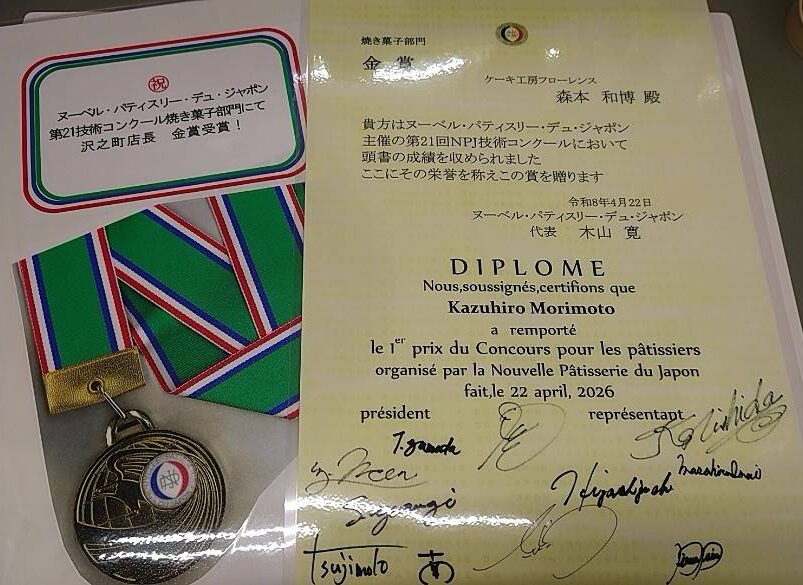 祝
ヌーベル・パティスリー・デュ・ジャポン
第21技術コンクール焼き菓子部門にて
沢之町店長 金賞受賞！
焼き菓子部門
金 賞
ケーキ工房フローレンス
森本 和博 殿
貴方はヌーベル・パティスリー・デュ・ジャポン
主催の第21回NPJ技術コンクールにおいて
頭書の成績を収められました
ここにその栄誉を称えこの賞を贈ります
令和8年4月22日
ヌーベル・パティスリー・デュ・ジャポン
代表 木山 寛
DIPLOME
Nous,soussignés,certifions que
Kazuhiro Morimoto
a remporté
le 1er prix du Concours pour les pâtissiers
organisé par la Nouvelle Pâtisserie du Japon
fait,le 22 april, 2026
président représentapt
T.yamada
Tsujimoto